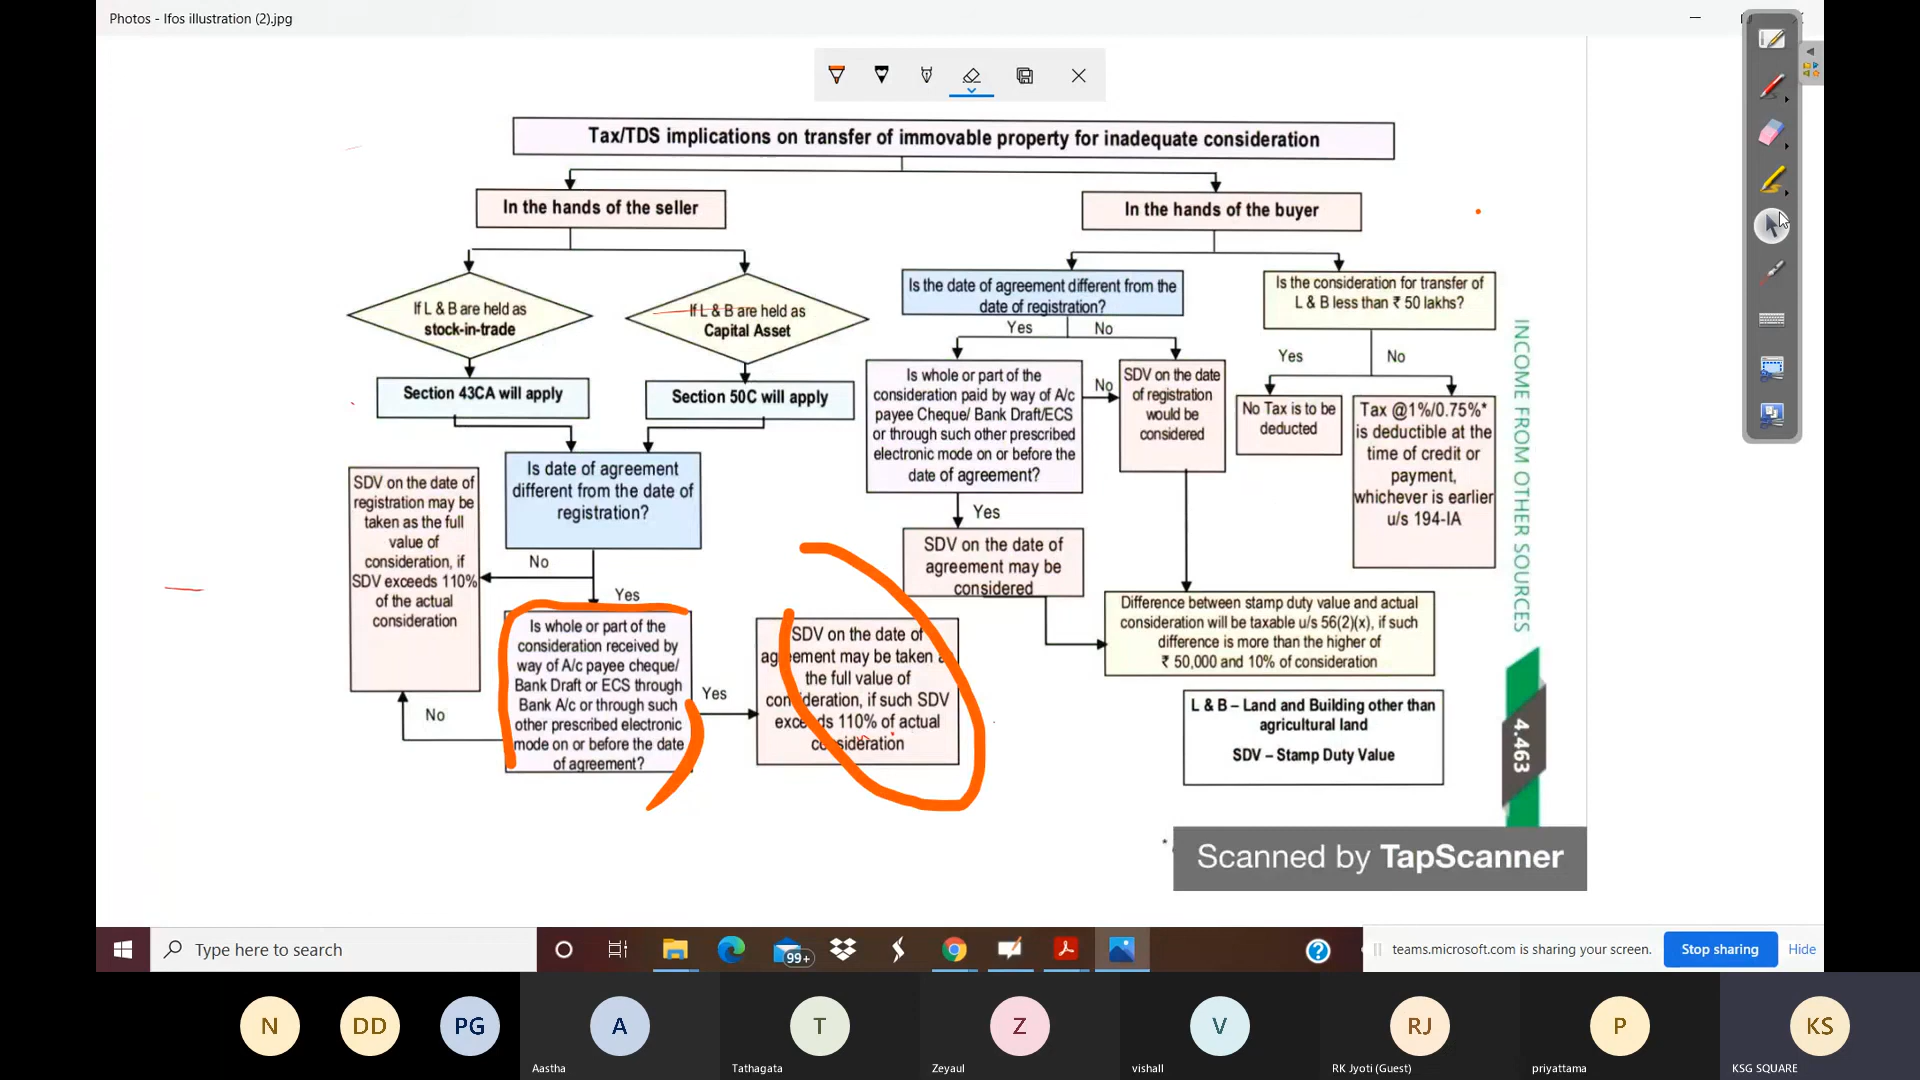 Photos - Ifos illustration (2).jpg
Tax/TDS implications on transfer of immovable property for inadequate consideration
In the hands of the seller
In the hands of the buyer
If L & B are held as
stock-in-trade
If L & B are held as
Capital Asset
Section 43CA will apply
Section 50C will apply
Is date of agreement
different from the date of
registration?
No
Yes
SDV on the date of
registration may be
taken as the full
value of
consideration, if
SDV exceeds 110%
of the actual
consideration
Is whole or part of the
consideration received by
way of A/c payee cheque/
Bank Draft or ECS through
Bank A/c or through such
other prescribed electronic
mode on or before the date
of agreement?
No
Yes
SDV on the date of
agreement may be taken
the full value of
consideration, if such SDV
exceeds 110% of actual
consideration
Is the date of agreement different from the
date of registration?
Yes
No
Is whole or part of the
consideration paid by way of A/c
payee Cheque/ Bank Draft/ECS
or through such other prescribed
electronic mode on or before the
date of agreement?
No
SDV on the date
of registration
would be
considered
Yes
SDV on the date of
agreement may be
considered
Is the consideration for transfer of
L & B less than ₹ 50 lakhs?
Yes
No
No Tax is to be
deducted
Tax @1%/0.75%*
is deductible at the
time of credit or
payment,
whichever is earlier
u/s 194-IA
Difference between stamp duty value and actual
consideration will be taxable u/s 56(2)(x), if such
difference is more than the higher of
₹ 50,000 and 10% of consideration
L & B – Land and Building other than
agricultural land
SDV – Stamp Duty Value
INCOME FROM OTHER SOURCES
4.463
*
Scanned by TapScanner
Type here to search
99+
teams.microsoft.com is sharing your screen.
Stop sharing
Hide
N
DD
PG
A
Aastha
T
Tathagata
Z
Zeyaul
V
vishall
RJ
RK Jyoti (Guest)
P
priyattama
KS
KSG SQUARE